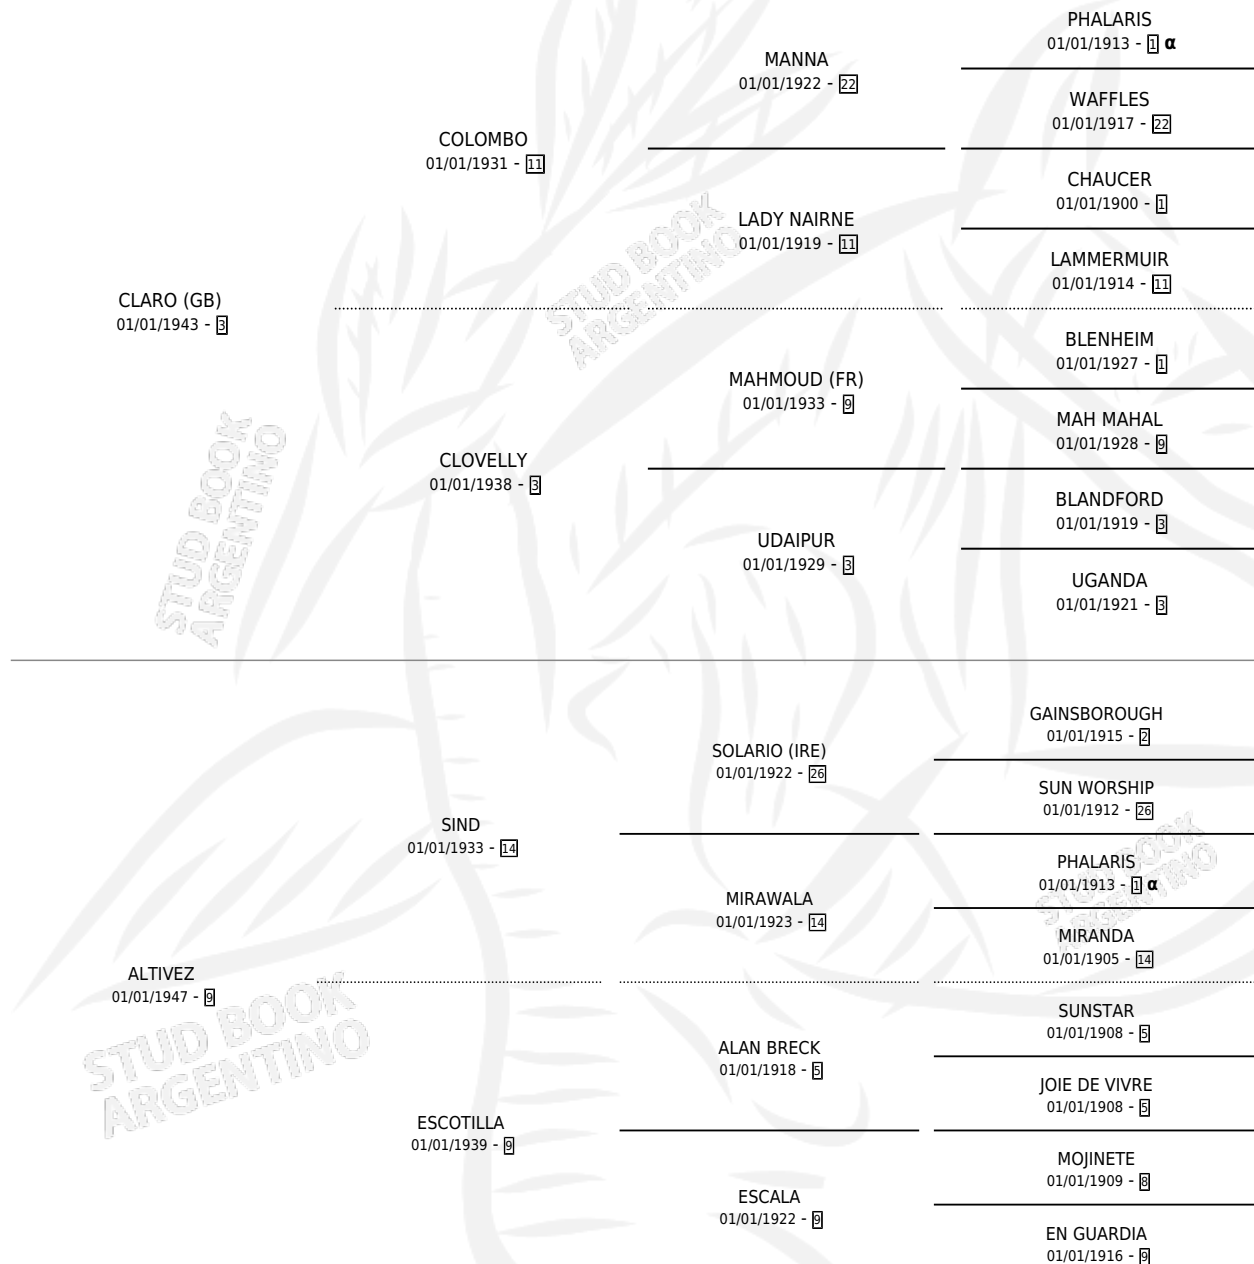 PHALARIS
01/01/1913 - 1 α
MANNA
01/01/1922 - 22
WAFFLES
01/01/1917 - 22
COLOMBO
01/01/1931 - 11
CHAUCER
01/01/1900 - 1
LADY NAIRNE
01/01/1919 - 11
LAMMERMUIR
01/01/1914 - 11
CLARO (GB)
01/01/1943 - 3
STUD BOOK
ARGENTINO
BLENHEIM
01/01/1927 - 1
MAHMOUD (FR)
01/01/1933 - 9
MAH MAHAL
01/01/1928 - 9
CLOVELLY
01/01/1938 - 3
BLANDFORD
01/01/1919 - 3
UDAIPUR
01/01/1929 - 3
UGANDA
01/01/1921 - 3
STUD BOOK
ARGENTINO
GAINSBOROUGH
01/01/1915 - 2
SOLARIO (IRE)
01/01/1922 - 26
SUN WORSHIP
01/01/1912 - 26
SIND
01/01/1933 - 14
PHALARIS
01/01/1913 - 1 α
MIRAWALA
01/01/1923 - 14
MIRANDA
01/01/1905 - 14
STUD BOOK
ARGENTINO
ALTIVEZ
01/01/1947 - 9
SUNSTAR
01/01/1908 - 5
ALAN BRECK
01/01/1918 - 5
JOIE DE VIVRE
01/01/1908 - 5
STUD BOOK
ARGENTINO
ESCOTILLA
01/01/1939 - 9
MOJINETE
01/01/1909 - 8
ESCALA
01/01/1922 - 9
EN GUARDIA
01/01/1916 - 9